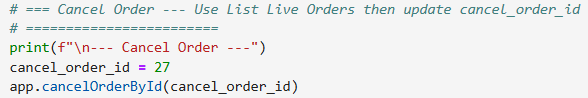 # === Cancel Order --- Use List Live Orders then update cancel_order_id
# ========================
print(f"\n--- Cancel Order ---")
cancel_order_id = 27
app.cancelOrderById(cancel_order_id)